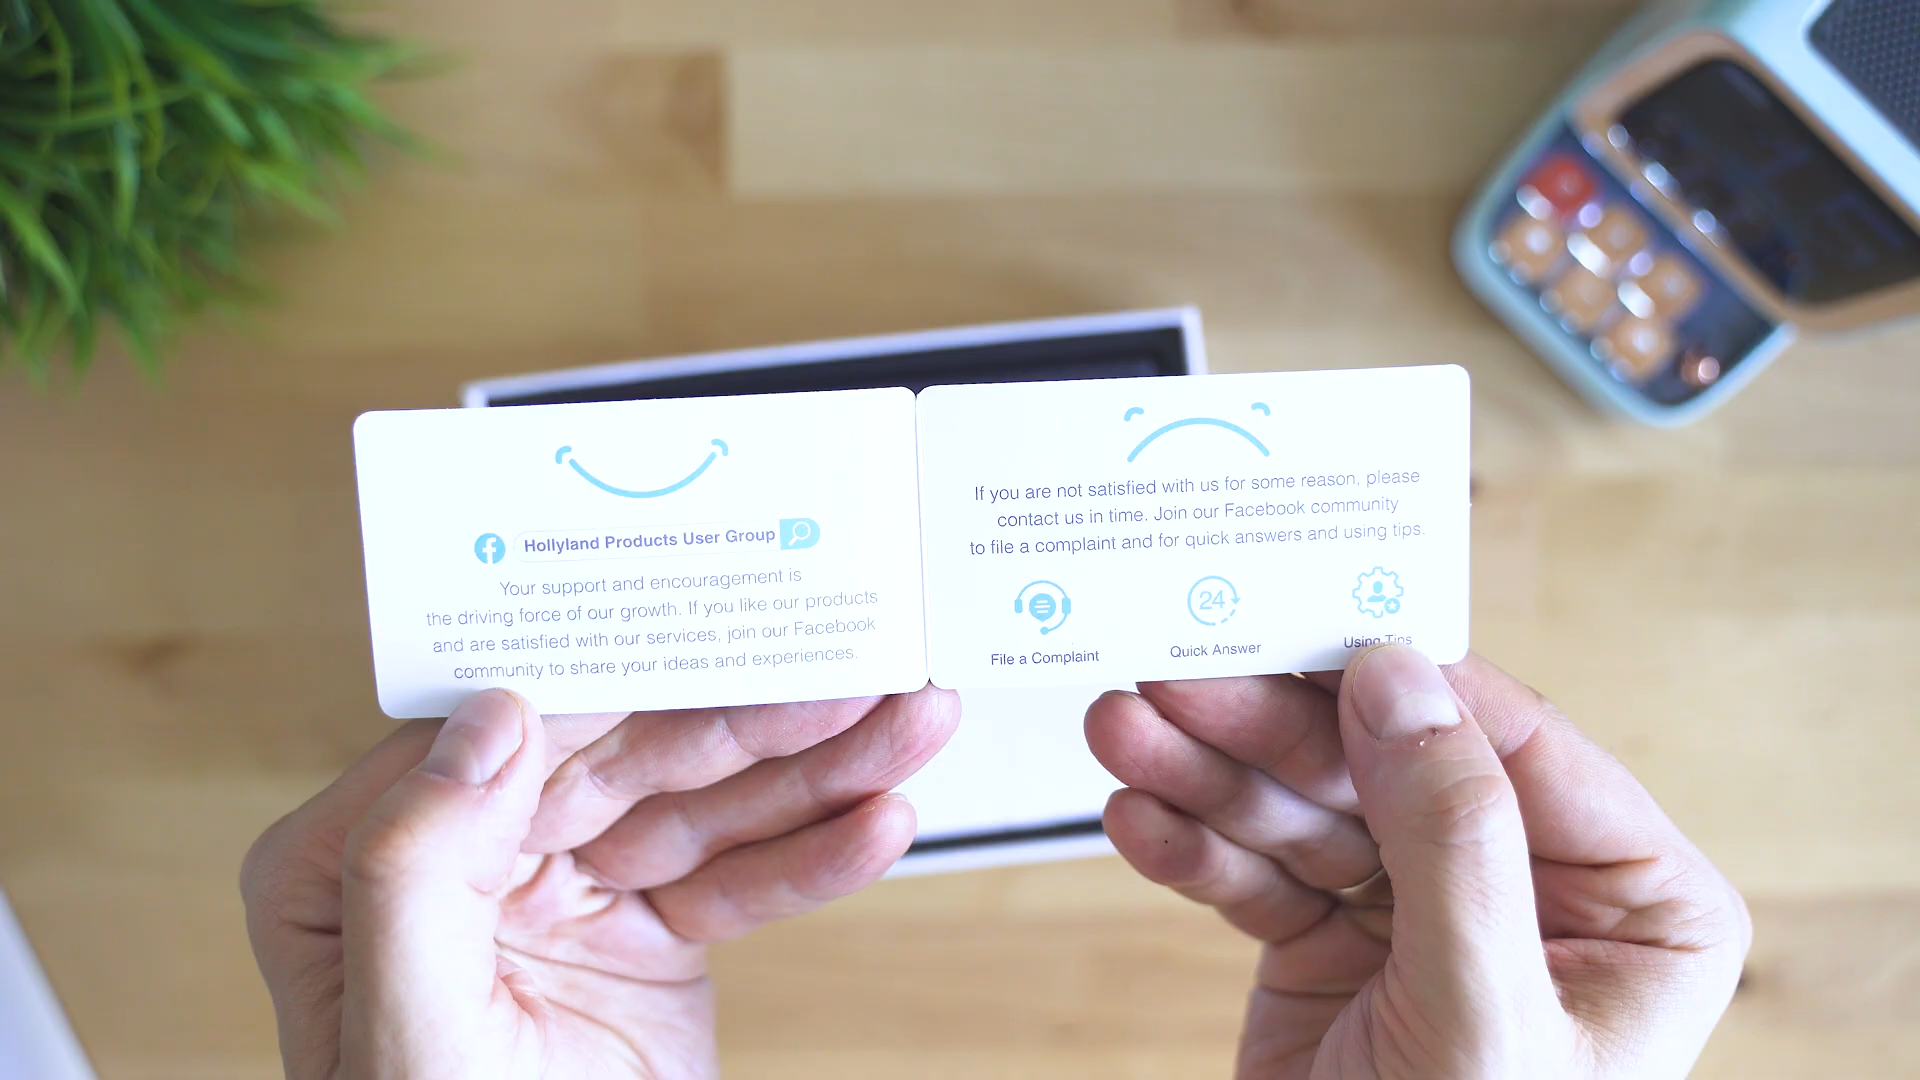 Hollyland Products User Group
Your support and encouragement is
the driving force of our growth. If you like our products
and are satisfied with our services, join our Facebook
community to share your ideas and experiences.
If you are not satisfied with us for some reason, please
contact us in time. Join our Facebook community
to file a complaint and for quick answers and using tips.
24
File a Complaint
Quick Answer
Using Tips